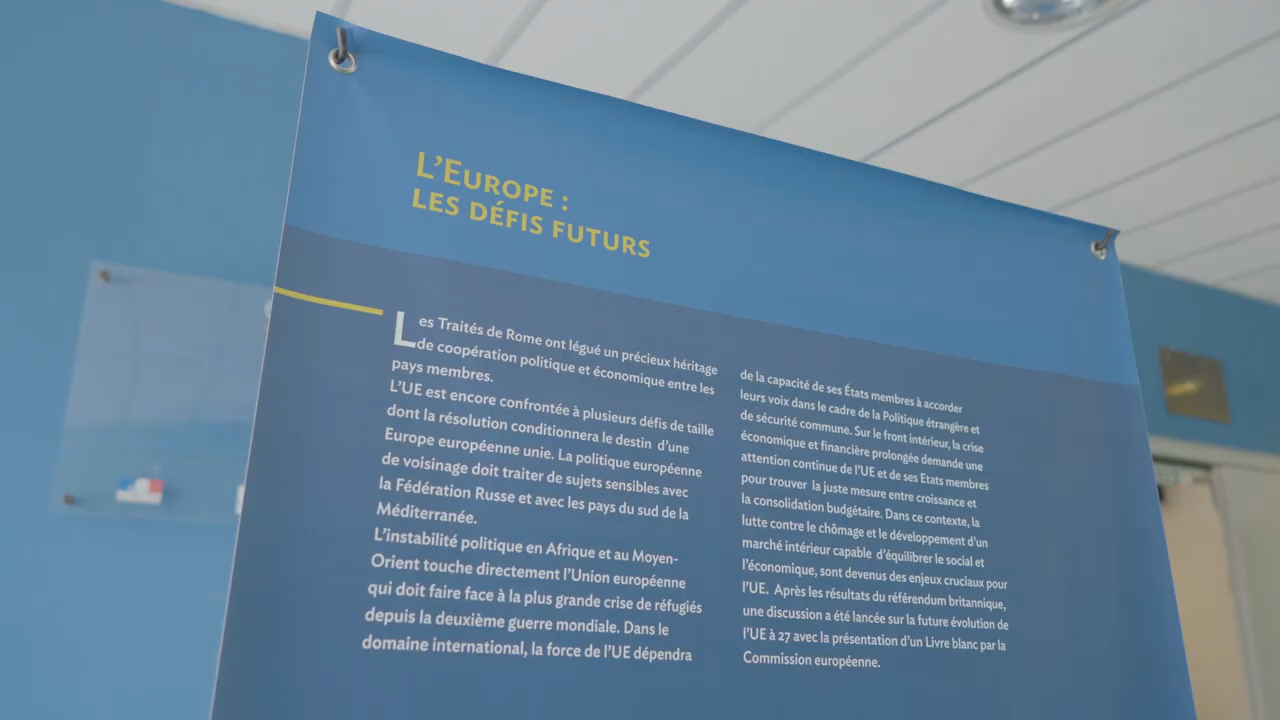 L'EUROPE :
LES DÉFIS FUTURS
Les Traités de Rome ont légué un précieux héritage
de coopération politique et économique entre les
pays membres.
L'UE est encore confrontée à plusieurs défis de taille
dont la résolution conditionnera le destin d'une
Europe européenne unie. La politique européenne
de voisinage doit traiter de sujets sensibles avec
la Fédération Russe et avec les pays du sud de la
Méditerranée.
L'instabilité politique en Afrique et au Moyen-
Orient touche directement l'Union européenne
qui doit faire face à la plus grande crise de réfugiés
depuis la deuxième guerre mondiale. Dans le
domaine international, la force de l'UE dépendra
de la capacité de ses États membres à accorder
leurs voix dans le cadre de la Politique étrangère et
de sécurité commune. Sur le front intérieur, la crise
économique et financière prolongée demande une
attention continue de l'UE et de ses Etats membres
pour trouver la juste mesure entre croissance et
la consolidation budgétaire. Dans ce contexte, la
lutte contre le chômage et le développement d'un
marché intérieur capable d'équilibrer le social et
l'économique, sont devenus des enjeux cruciaux pour
l'UE. Après les résultats du référendum britannique,
une discussion a été lancée sur la future évolution de
l'UE à 27 avec la présentation d'un Livre blanc par la
Commission européenne.